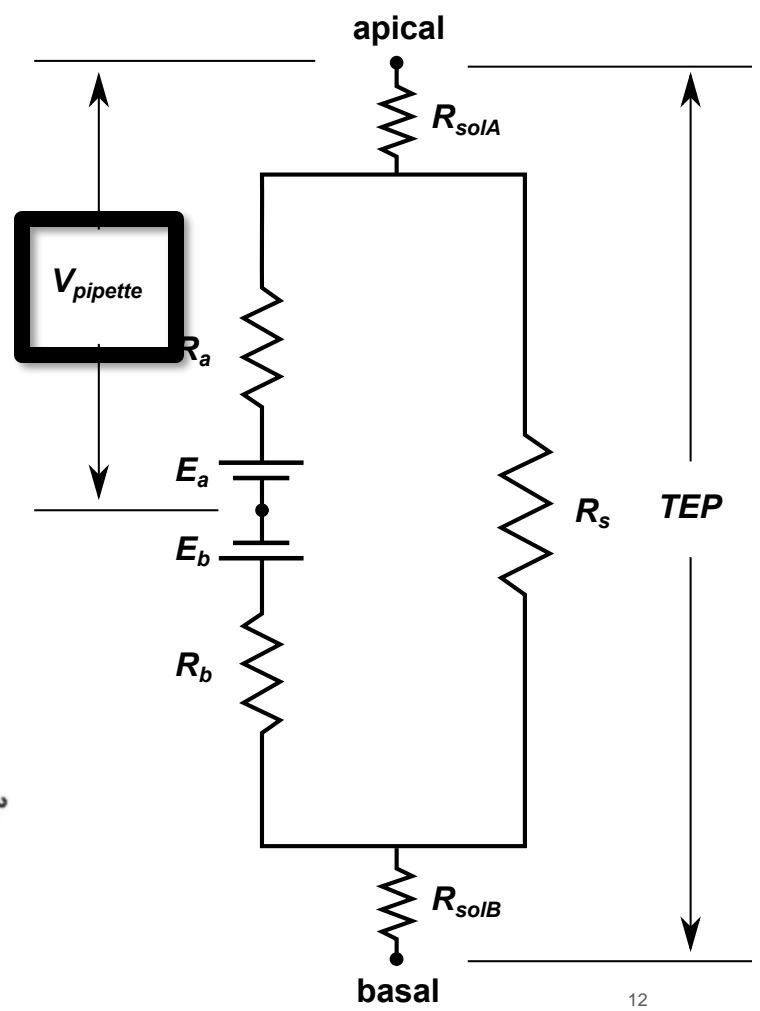 apical
R_solA
V_pipette
R_a
E_a
E_b
R_s
TEP
R_b
R_solB
basal
12